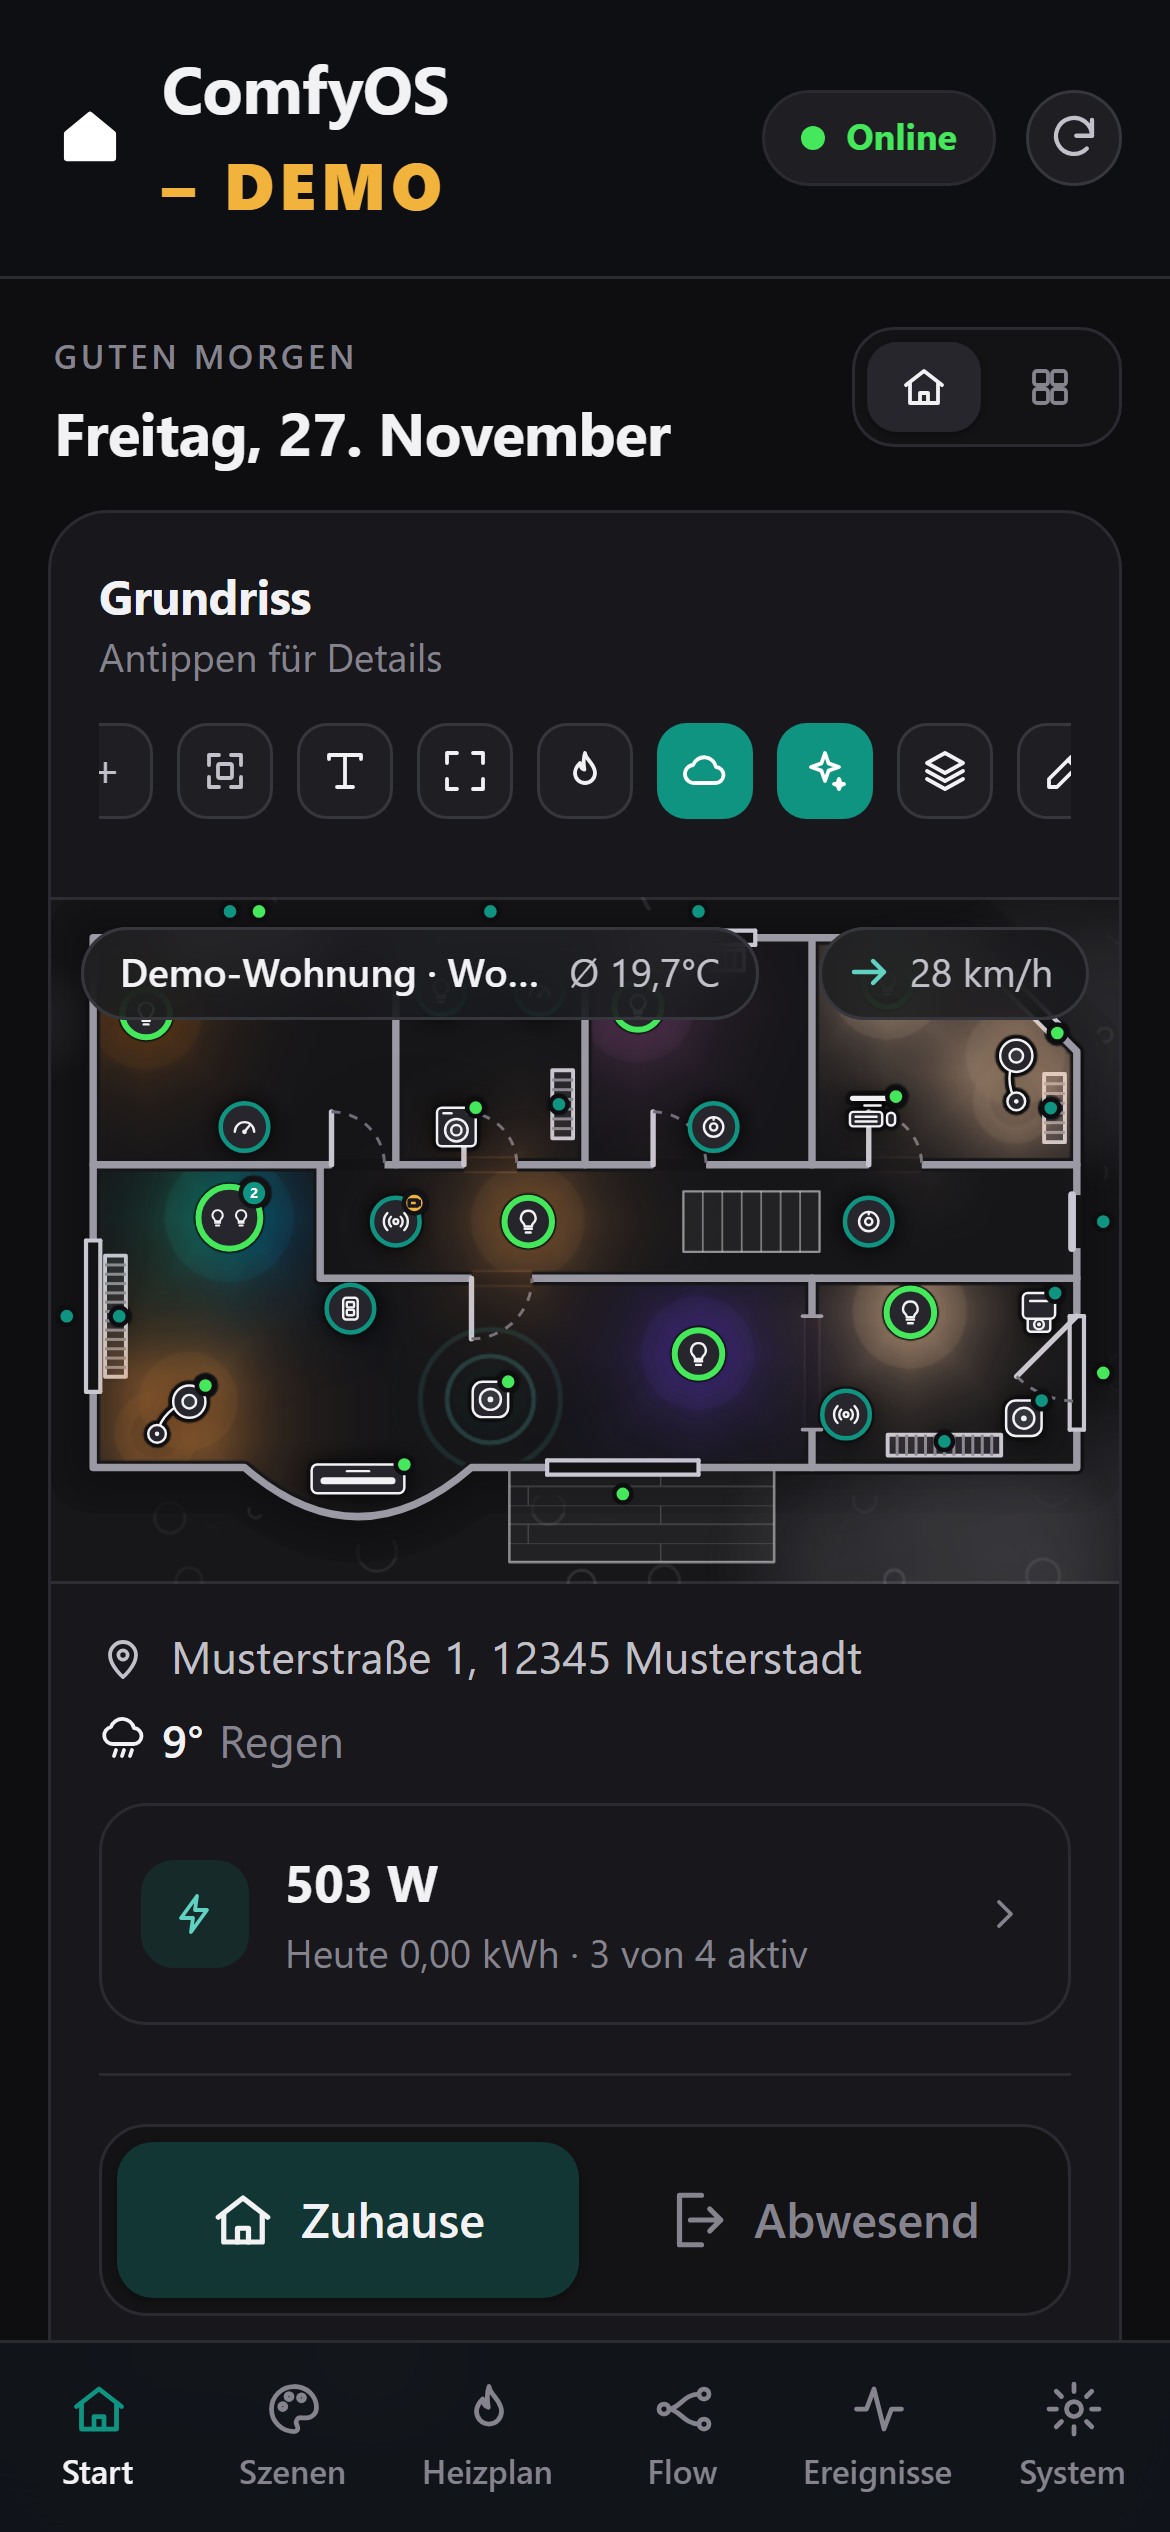 ComfyOS
– DEMO
Online
GUTEN MORGEN
Freitag, 27. November
Grundriss
Antippen für Details
Demo-Wohnung · Wo... Ø 19,7°C
28 km/h
2
Musterstraße 1, 12345 Musterstadt
9° Regen
503 W
Heute 0,00 kWh · 3 von 4 aktiv
Zuhause
Abwesend
Start
Szenen
Heizplan
Flow
Ereignisse
System